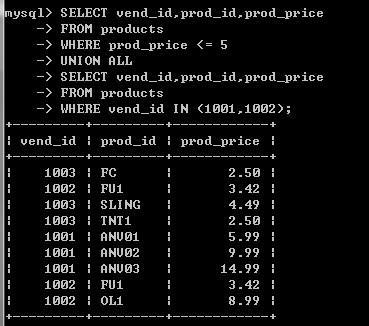 mysql> SELECT vend_id,prod_id,prod_price
    -> FROM products
    -> WHERE prod_price <= 5
    -> UNION ALL
    -> SELECT vend_id,prod_id,prod_price
    -> FROM products
    -> WHERE vend_id IN (1001,1002);
+---------+---------+------------+
| vend_id | prod_id | prod_price |
+---------+---------+------------+
|    1003 | FC      |       2.50 |
|    1002 | FU1     |       3.42 |
|    1003 | SLING   |       4.49 |
|    1003 | TNT1    |       2.50 |
|    1001 | ANV01   |       5.99 |
|    1001 | ANV02   |       9.99 |
|    1001 | ANV03   |      14.99 |
|    1002 | FU1     |       3.42 |
|    1002 | OL1     |       8.99 |
+---------+---------+------------+